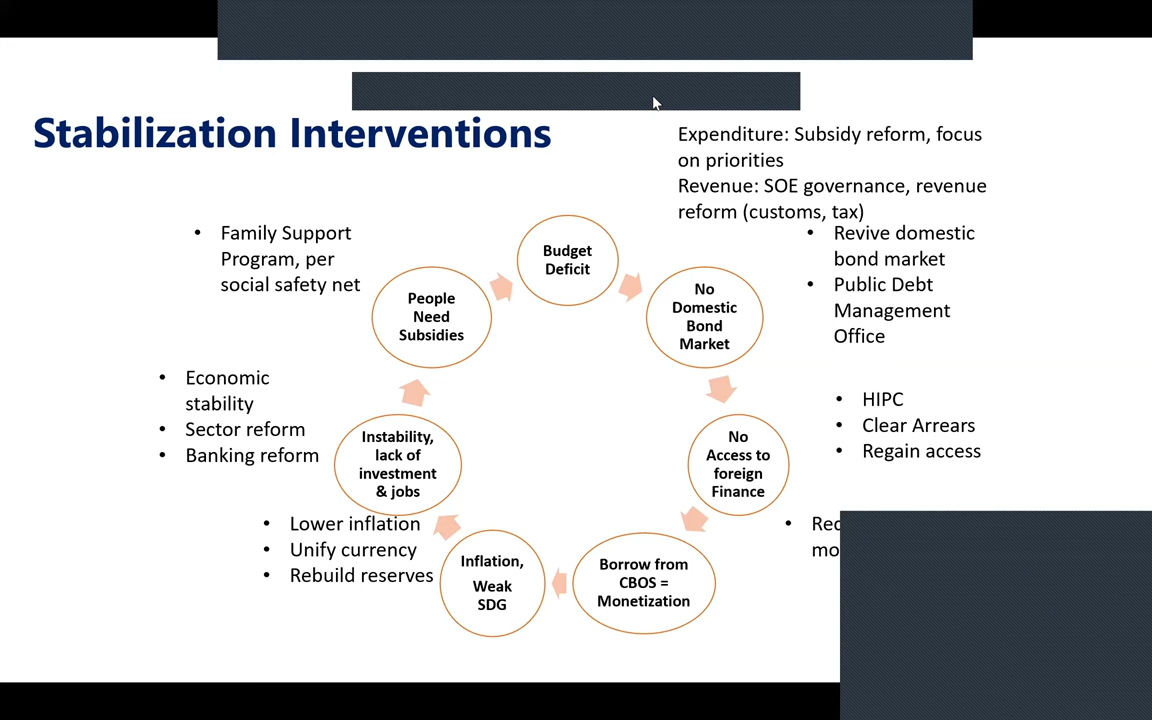 Stabilization Interventions
Expenditure: Subsidy reform, focus
on priorities
Revenue: SOE governance, revenue
reform (customs, tax)
• Family Support
Program, per
social safety net
Budget
Deficit
• Revive domestic
bond market
• Public Debt
Management
Office
People
Need
Subsidies
No
Domestic
Bond
Market
• Economic
stability
• Sector reform
• Banking reform
• HIPC
• Clear Arrears
• Regain access
Instability,
lack of
investment
& jobs
No
Access to
foreign
Finance
• Lower inflation
• Unify currency
• Rebuild reserves
Inflation,
Weak
SDG
Borrow from
CBOS =
Monetization